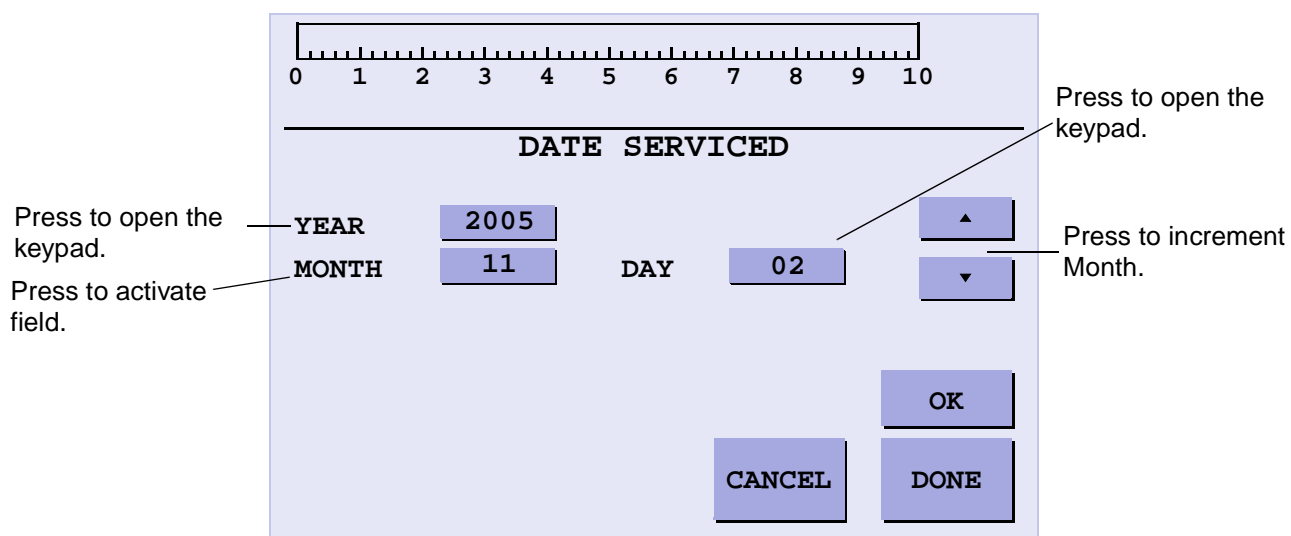 0 1 2 3 4 5 6 7 8 9 10
Press to open the
keypad.
DATE SERVICED
Press to open the
keypad.
YEAR 2005
▲
Press to increment
Month.
MONTH 11 DAY 02
▼
Press to activate
field.
OK
CANCEL DONE